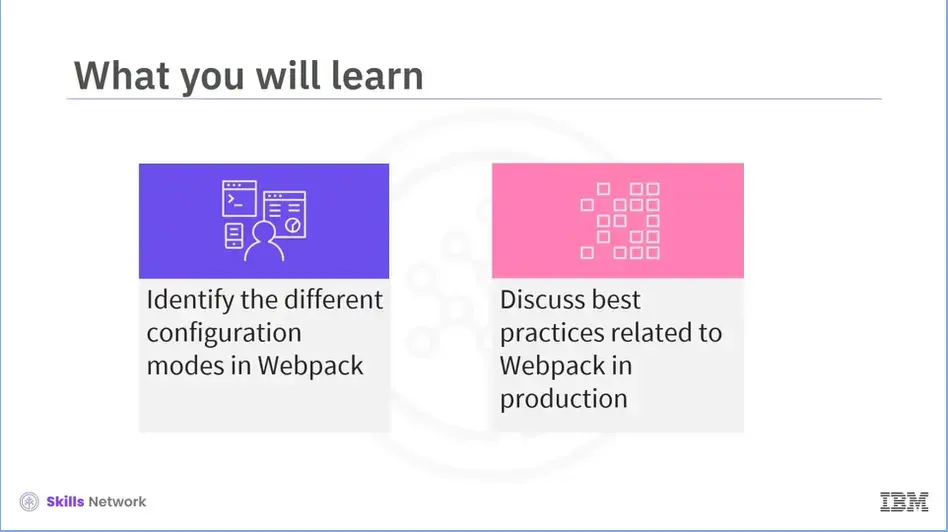 What you will learn
Identify the different
configuration
modes in Webpack
Discuss best
practices related to
Webpack in
production
Skills Network
IBM